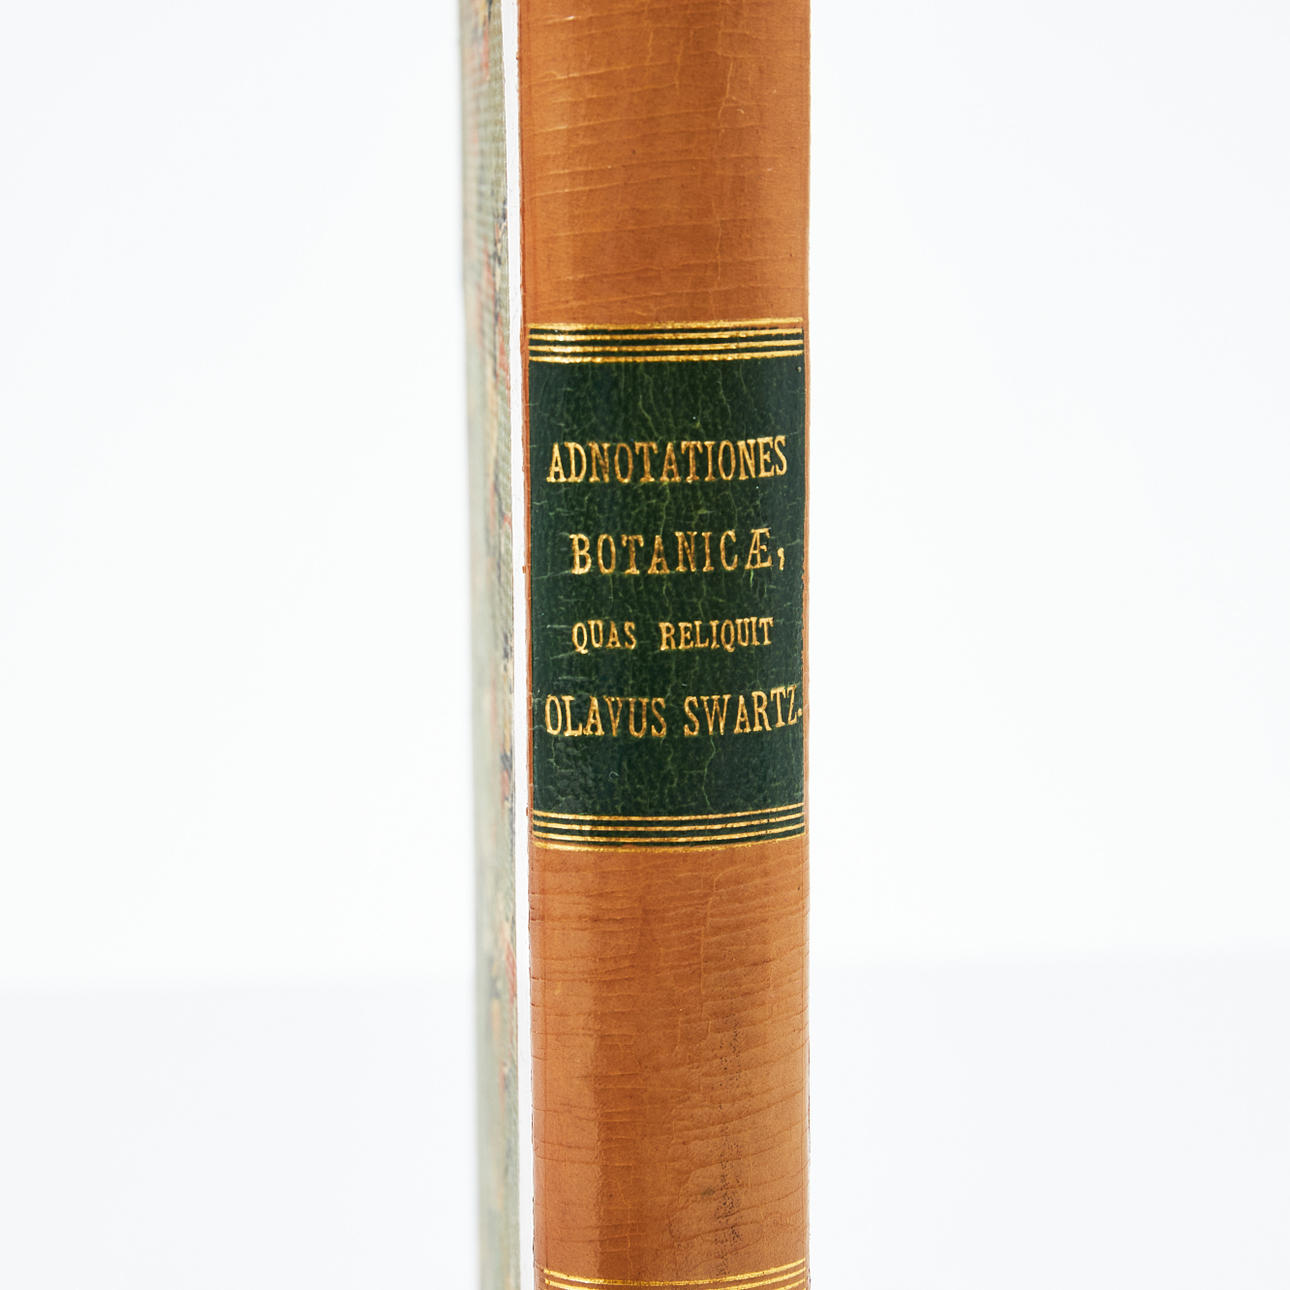 ADNOTATIONES
BOTANICÆ,
QUAS RELIQUIT
OLAVUS SWARTZ.